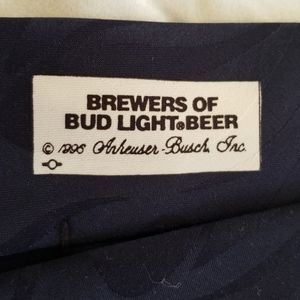 BREWERS OF
BUD LIGHT®BEER
© 1996 Anheuser-Busch, Inc.